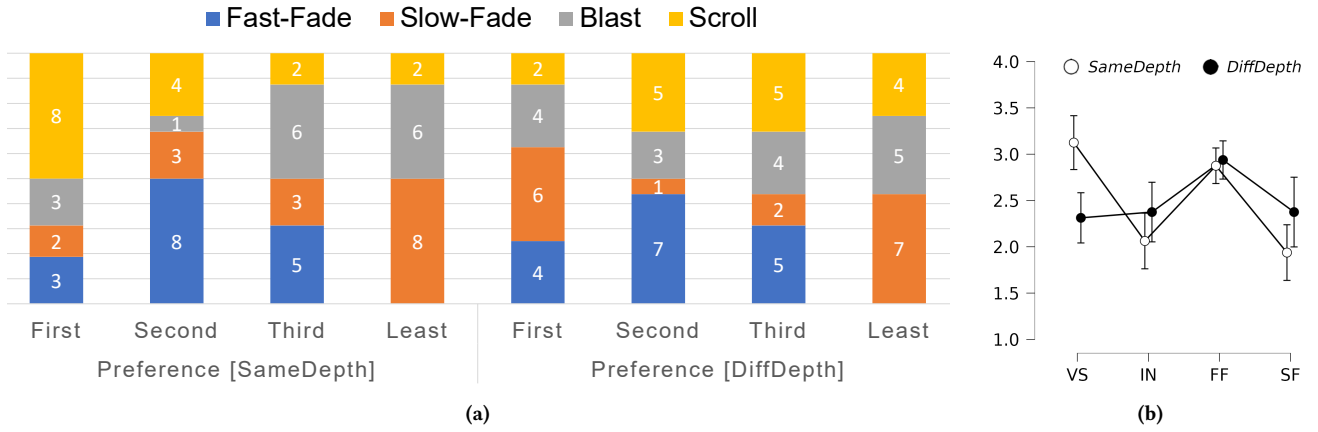 Fast-Fade Slow-Fade Blast Scroll
8 4 2 2 2 5 5 4
3 1 6 6 4 3 4 5
2 3 3 8 6 1 2 7
3 8 5 4 7 5
First Second Third Least First Second Third Least
Preference [SameDepth] Preference [DiffDepth]
(a)
SameDepth DiffDepth
4.0
3.5
3.0
2.5
2.0
1.5
1.0
VS IN FF SF
(b)